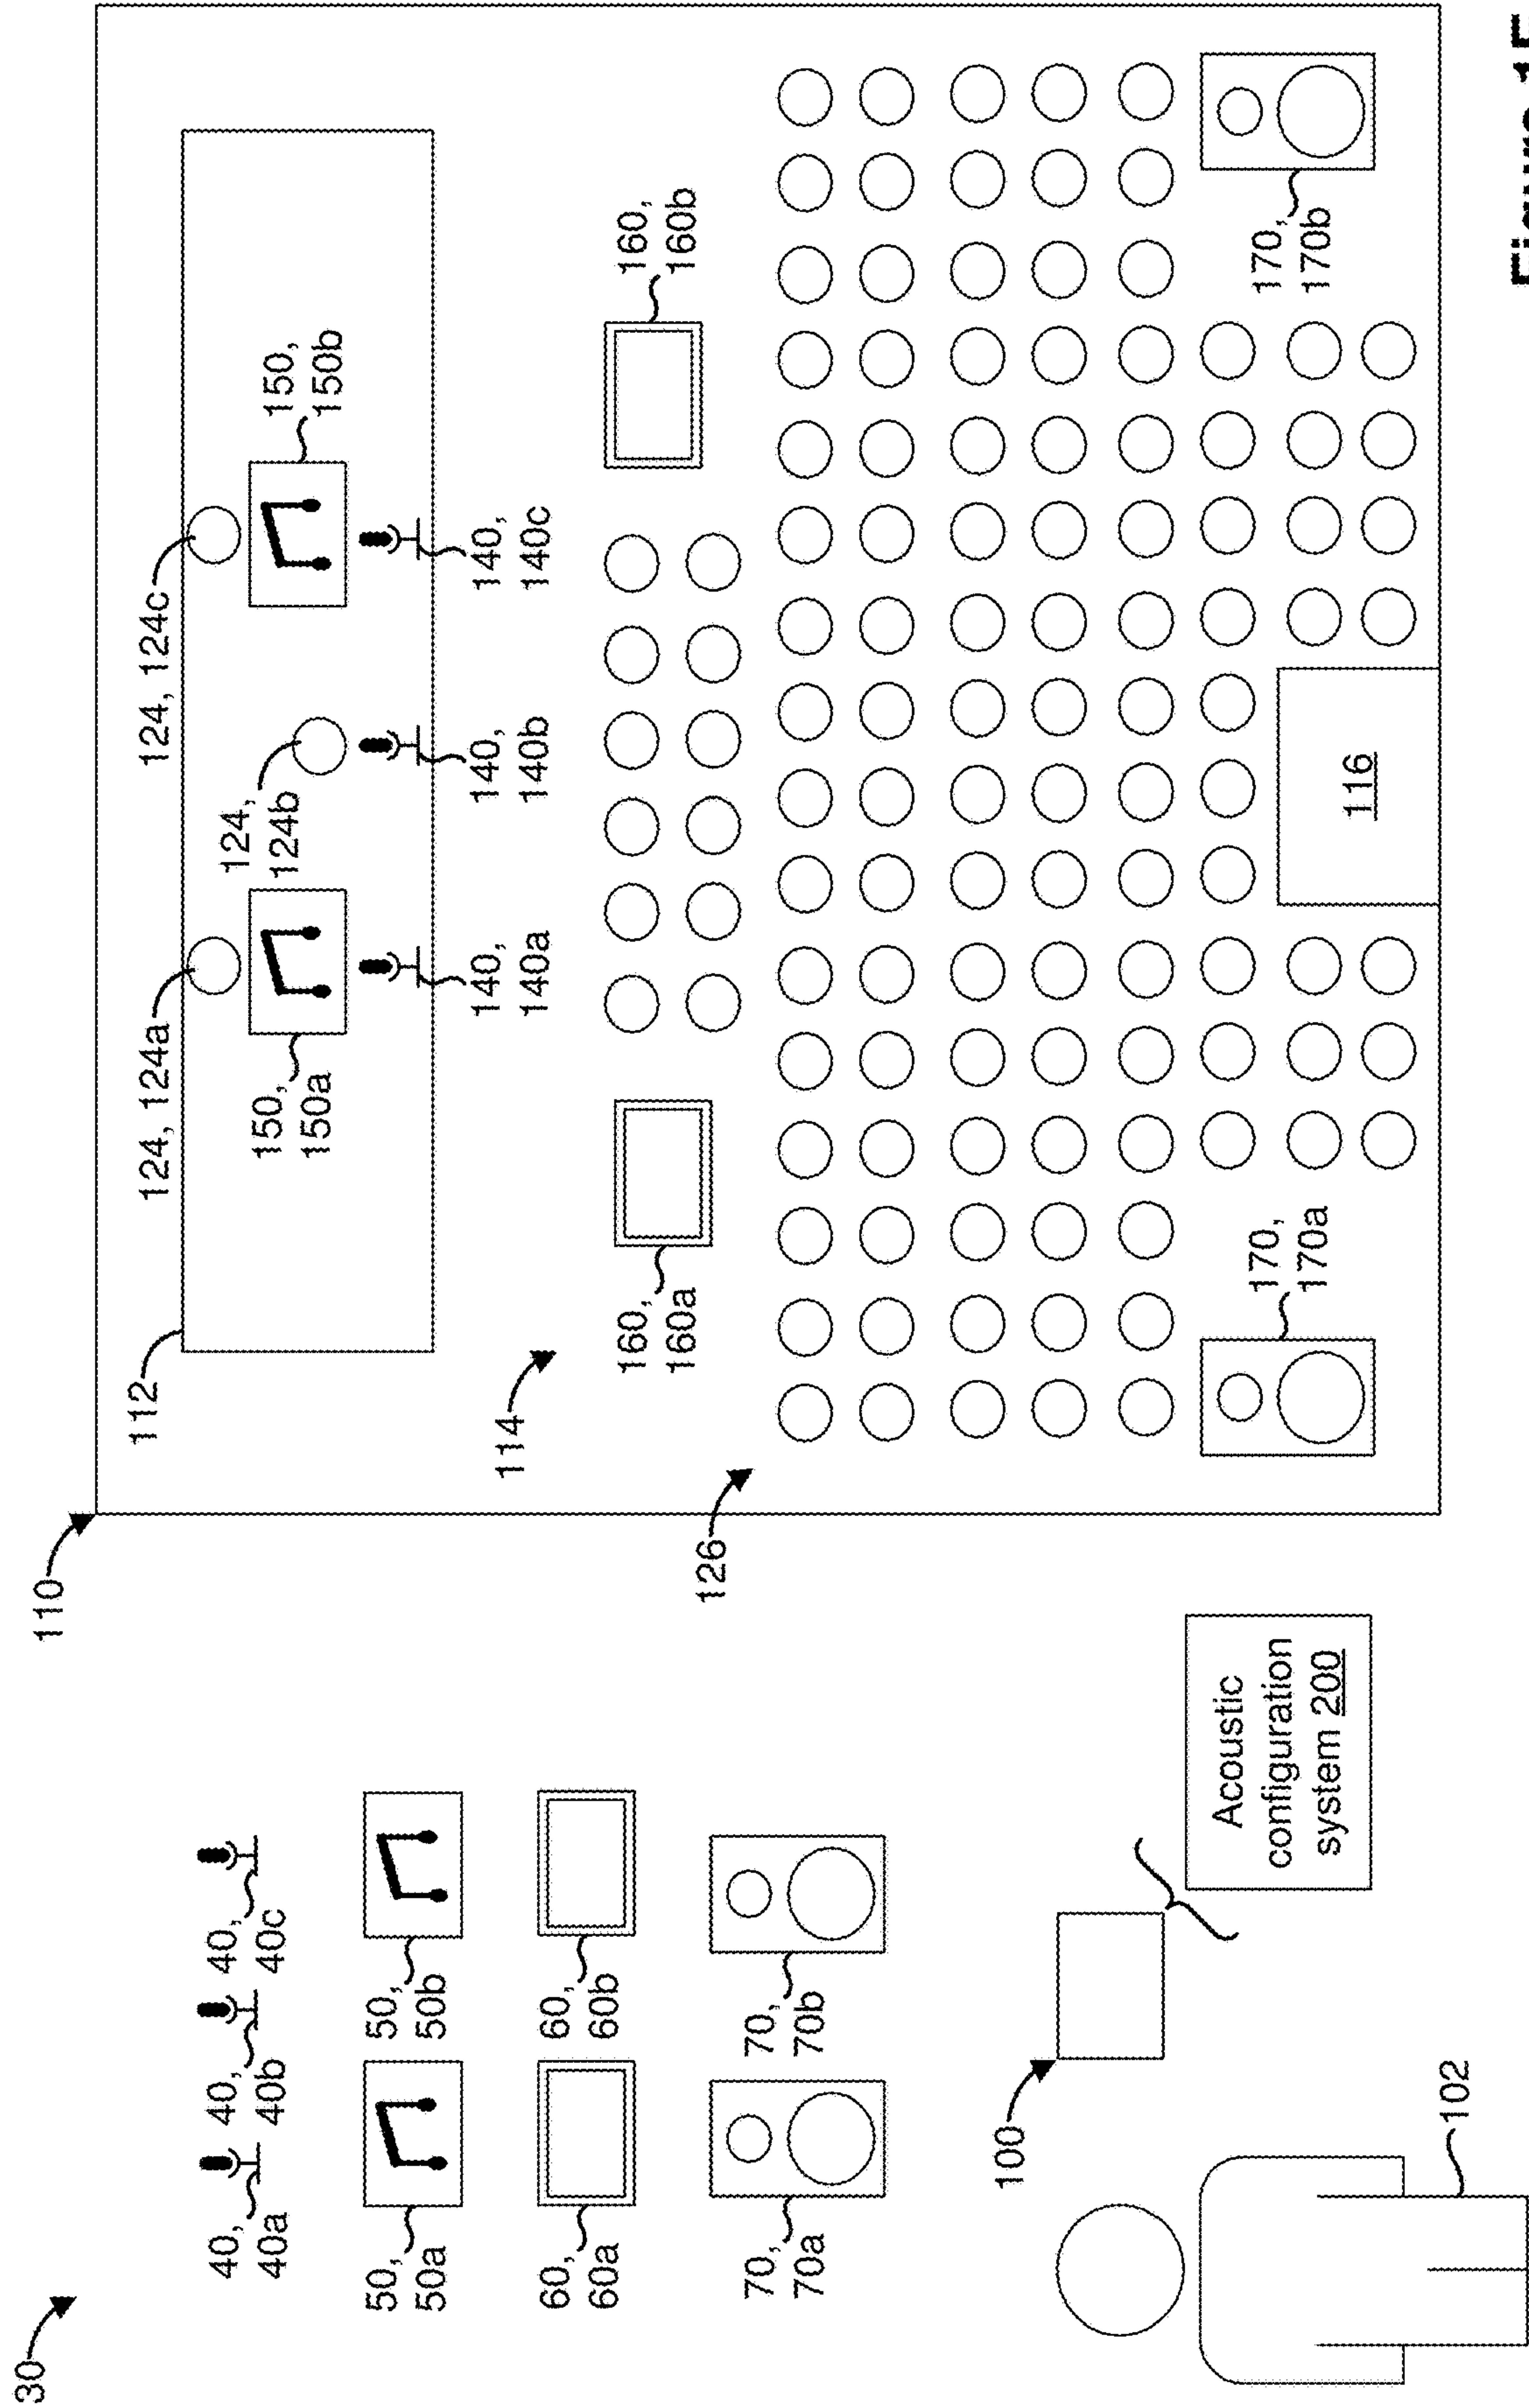 30
40,
40a
40,
40b
40,
40c
50,
50a
50,
50b
60,
60a
60,
60b
70,
70a
70,
70b
100
102
Acoustic
configuration
system 200
110
112
124, 124a
124,
124b
124, 124c
150,
150a
150,
150b
140,
140a
140,
140b
140,
140c
114
160,
160a
160,
160b
126
170,
170a
170,
170b
116